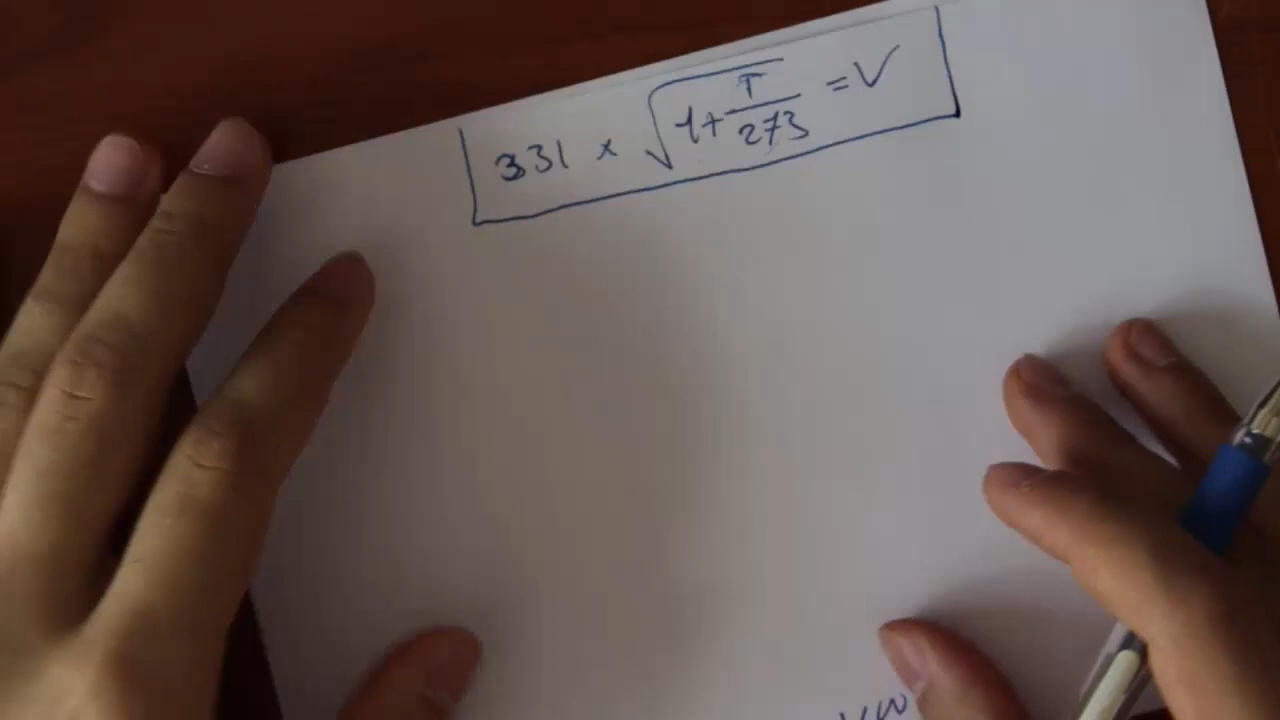 331 × √(1+T/273) = V